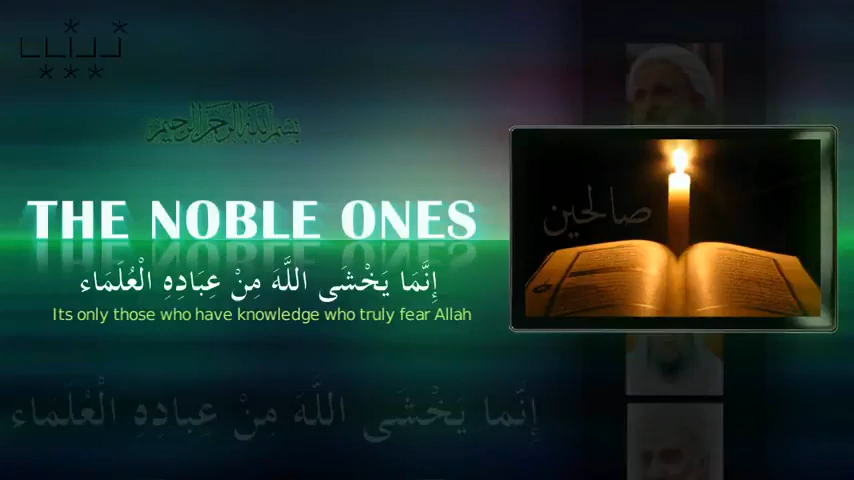 بسم الله الرحمن الرحيم
THE NOBLE ONES
إِنَّمَا يَخْشَى اللَّهَ مِنْ عِبَادِهِ الْعُلَمَاء
Its only those who have knowledge who truly fear Allah
صالحين
إِنَّمَا يَخْشَى اللَّهَ مِنْ عِبَادِهِ الْعُلَمَاء